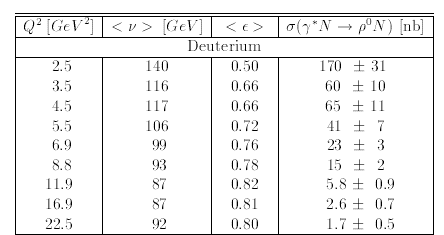 Q² [GeV²] < ν > [GeV] < ϵ > σ(γ*N → ρ⁰N) [nb]
Deuterium
2.5 140 0.50 170 ± 31
3.5 116 0.66 60 ± 10
4.5 117 0.66 65 ± 11
5.5 106 0.72 41 ± 7
6.9 99 0.76 23 ± 3
8.8 93 0.78 15 ± 2
11.9 87 0.82 5.8 ± 0.9
16.9 87 0.81 2.6 ± 0.7
22.5 92 0.80 1.7 ± 0.5